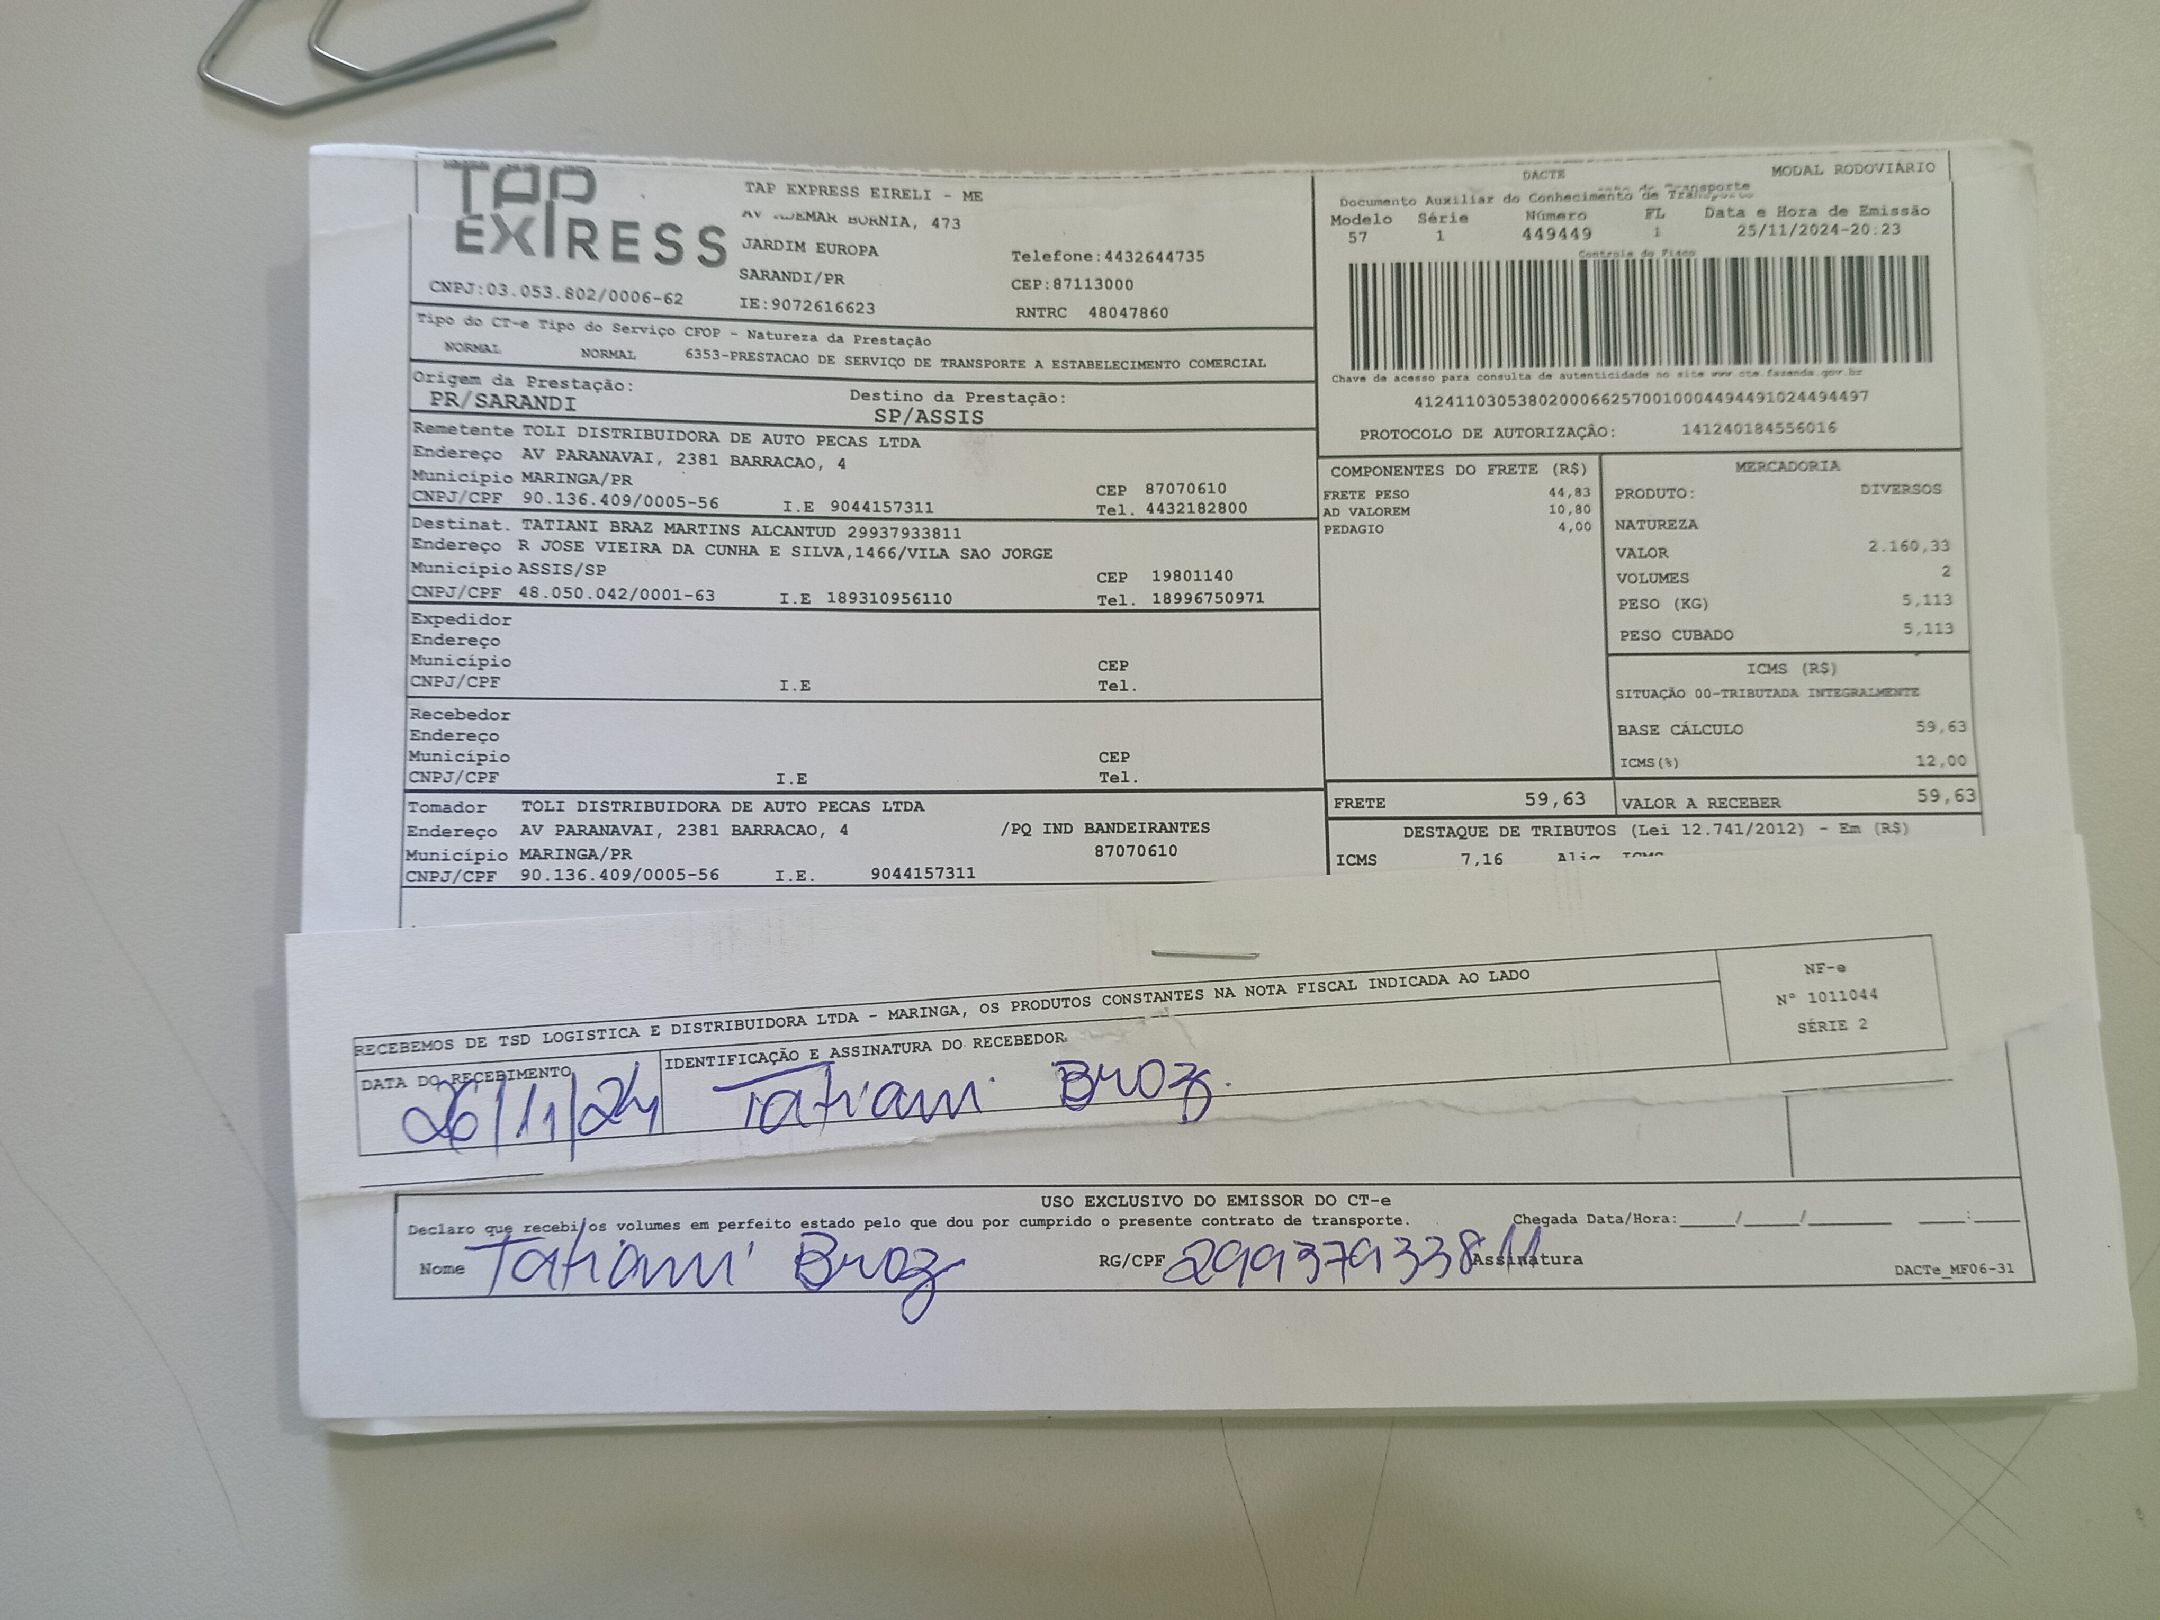 TAP EXPRESS
TAP EXPRESS EIRELI - ME
AV ADEMAR BORNIA, 473
JARDIM EUROPA
Telefone:4432644735
SARANDI/PR
CEP:87113000
CNPJ:03.053.802/0006-62
IE:9072616623
RNTRC 48047860
DACTE
MODAL RODOVIÁRIO
Documento Auxiliar do Conhecimento de Transporte
Modelo Série Número FL Data e Hora de Emissão
57 1 449449 1 25/11/2024-20:23
Controle do Fisco
Chave de acesso para consulta de autenticidade no site www.cte.fazenda.gov.br
41241103053802000662570010004494491024494497
PROTOCOLO DE AUTORIZAÇÃO: 141240184556016
Tipo do CT-e Tipo do Serviço CFOP - Natureza da Prestação
NORMAL NORMAL 6353-PRESTACAO DE SERVIÇO DE TRANSPORTE A ESTABELECIMENTO COMERCIAL
Origem da Prestação: Destino da Prestação:
PR/SARANDI SP/ASSIS
Remetente TOLI DISTRIBUIDORA DE AUTO PECAS LTDA
Endereço AV PARANAVAI, 2381 BARRACAO, 4
Município MARINGA/PR CEP 87070610
CNPJ/CPF 90.136.409/0005-56 I.E 9044157311 Tel. 4432182800
Destinat. TATIANI BRAZ MARTINS ALCANTUD 29937933811
Endereço R JOSE VIEIRA DA CUNHA E SILVA,1466/VILA SAO JORGE
Município ASSIS/SP CEP 19801140
CNPJ/CPF 48.050.042/0001-63 I.E 189310956110 Tel. 18996750971
Expedidor
Endereço
Município CEP
CNPJ/CPF I.E Tel.
Recebedor
Endereço
Município CEP
CNPJ/CPF I.E Tel.
Tomador TOLI DISTRIBUIDORA DE AUTO PECAS LTDA
Endereço AV PARANAVAI, 2381 BARRACAO, 4 /PQ IND BANDEIRANTES
Município MARINGA/PR 87070610
CNPJ/CPF 90.136.409/0005-56 I.E. 9044157311
COMPONENTES DO FRETE (R$)
FRETE PESO 44,83
AD VALOREM 10,80
PEDAGIO 4,00
MERCADORIA
PRODUTO: DIVERSOS
NATUREZA
VALOR 2.160,33
VOLUMES 2
PESO (KG) 5,113
PESO CUBADO 5,113
ICMS (R$)
SITUAÇÃO 00-TRIBUTADA INTEGRALMENTE
BASE CÁLCULO 59,63
ICMS(%) 12,00
FRETE 59,63 VALOR A RECEBER 59,63
DESTAQUE DE TRIBUTOS (Lei 12.741/2012) - Em (R$)
ICMS 7,16 Aliq ICMS
RECEBEMOS DE TSD LOGISTICA E DISTRIBUIDORA LTDA - MARINGA, OS PRODUTOS CONSTANTES NA NOTA FISCAL INDICADA AO LADO
NF-e
Nº 1011044
SÉRIE 2
DATA DO RECEBIMENTO IDENTIFICAÇÃO E ASSINATURA DO RECEBEDOR
26/11/24 Tatiani Broz.
USO EXCLUSIVO DO EMISSOR DO CT-e
Declaro que recebi os volumes em perfeito estado pelo que dou por cumprido o presente contrato de transporte. Chegada Data/Hora:____/____/______ ___:___
Nome Tatiani Broz RG/CPF 29937933811 Assinatura
DACTe_MF06-31